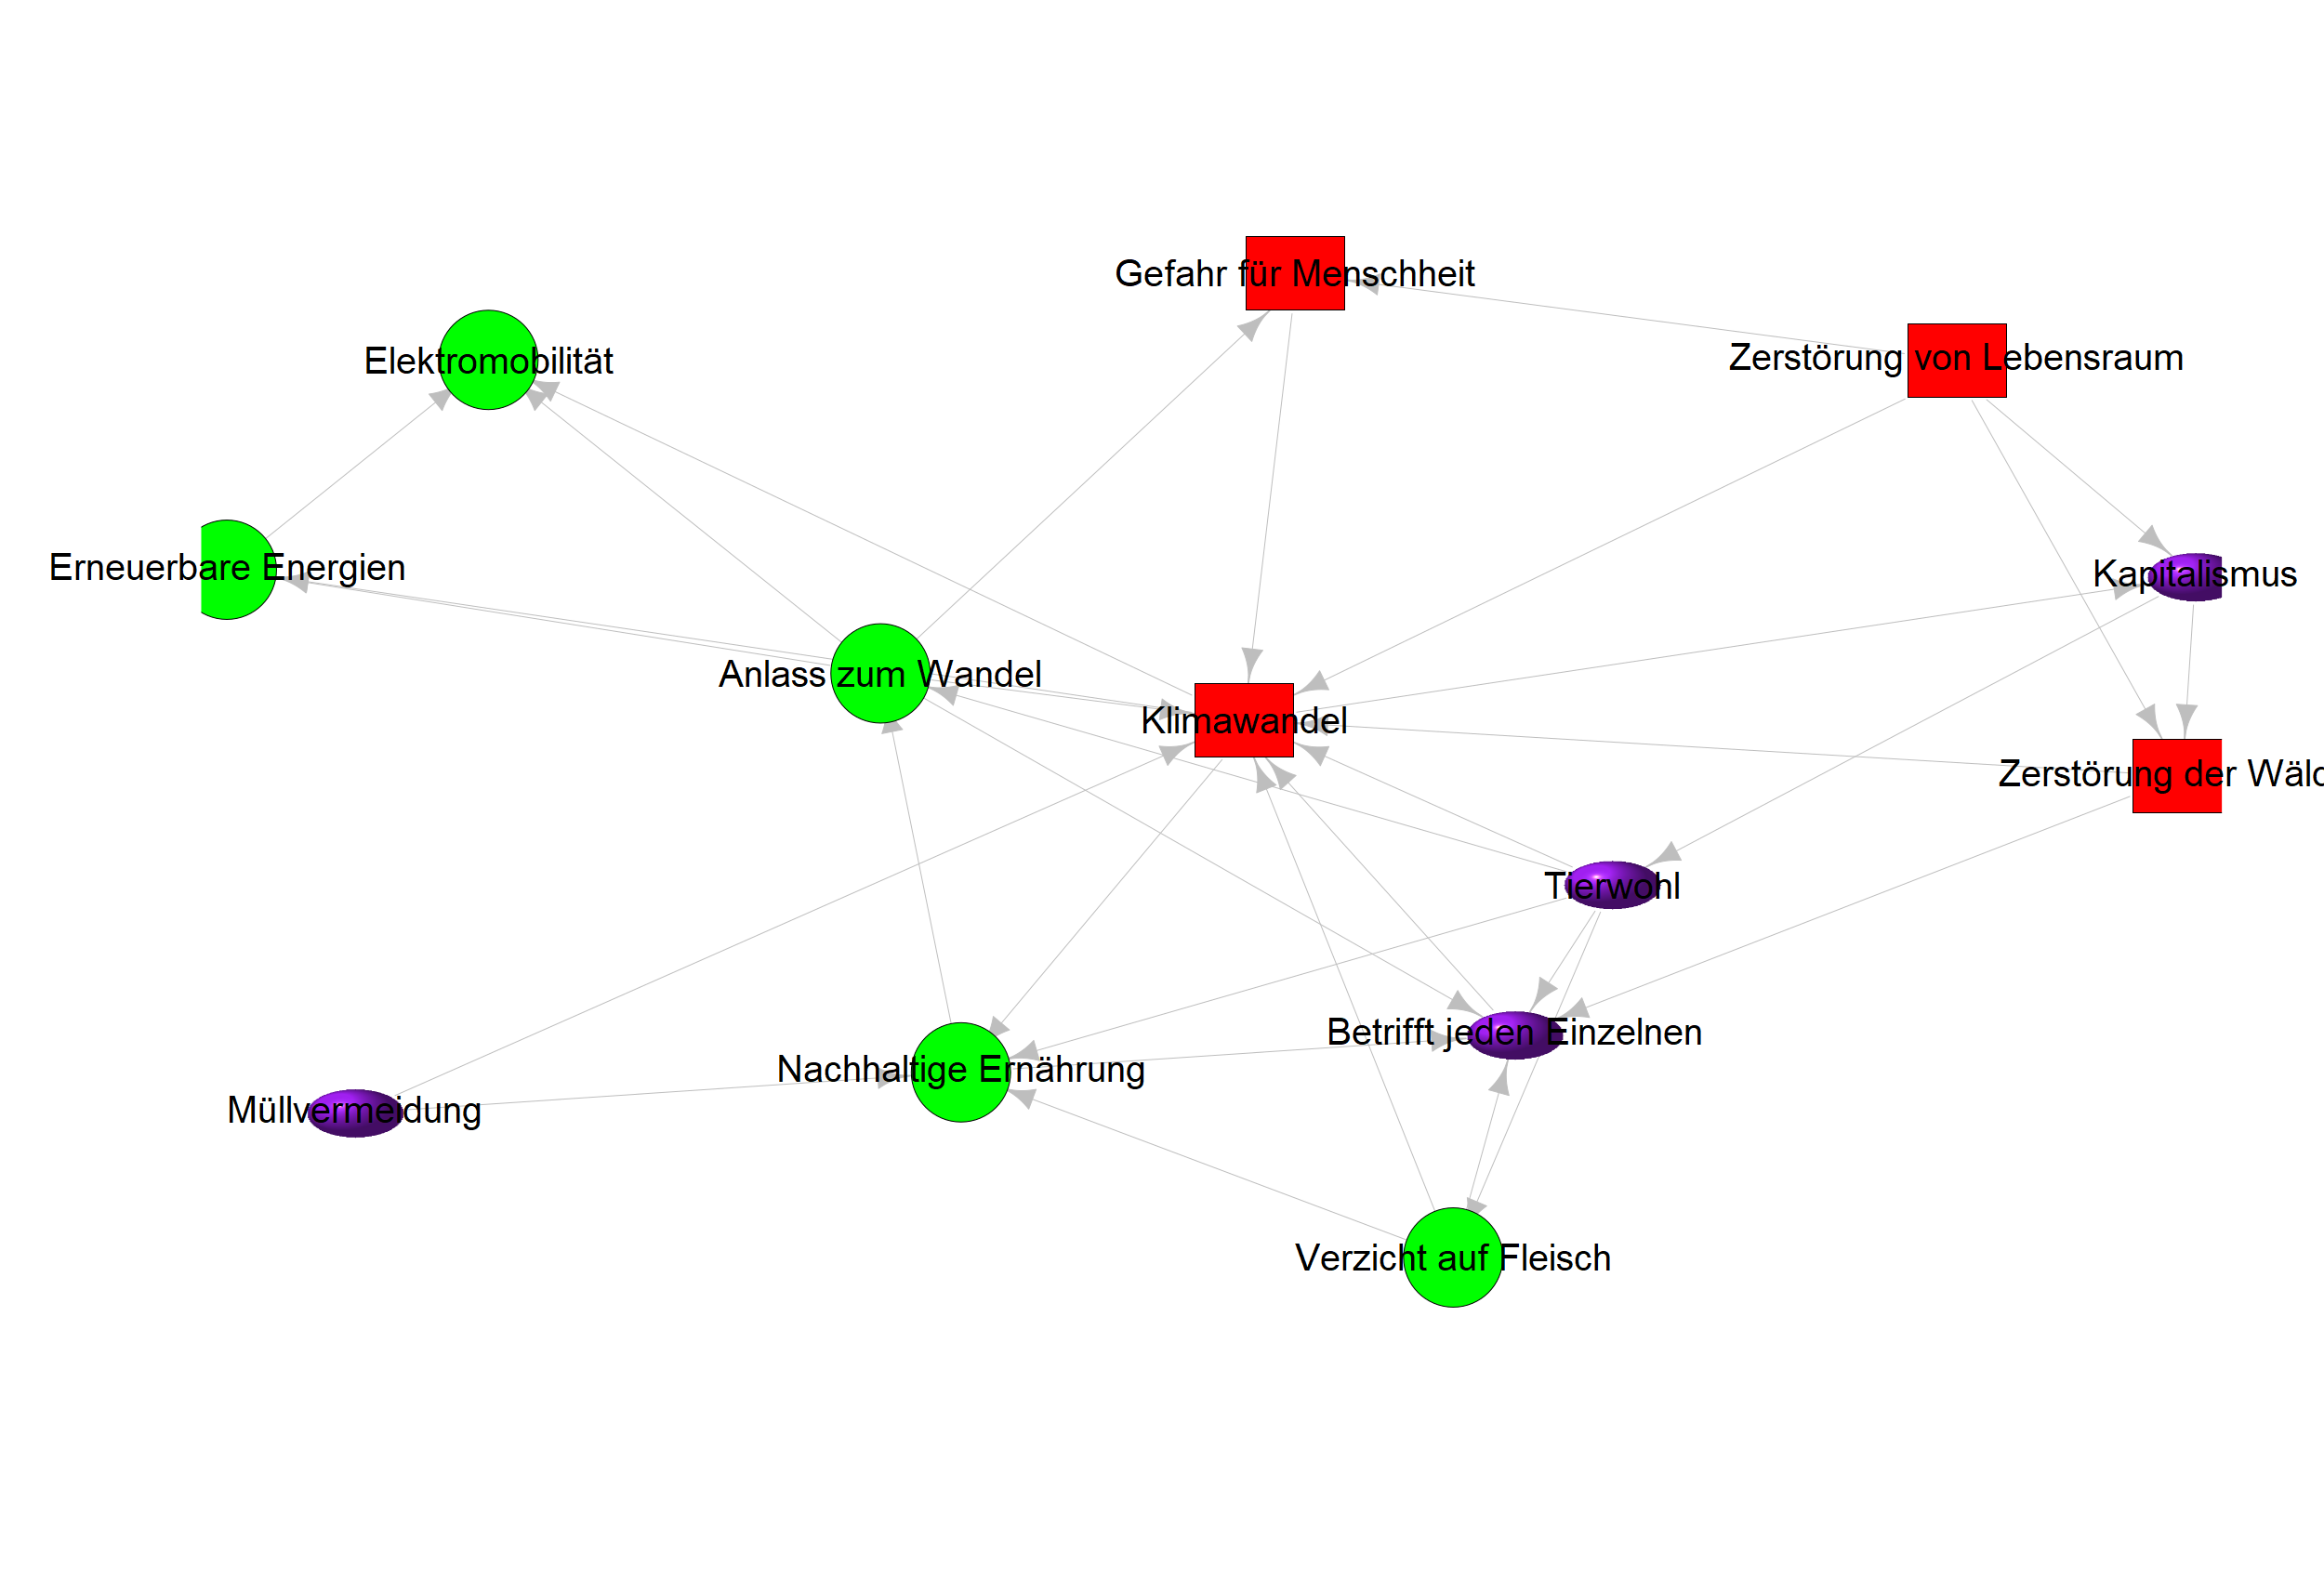 Gefahr für Menschheit
Zerstörung von Lebensraum
Elektromobilität
Erneuerbare Energien
Kapitalismus
Anlass zum Wandel
Klimawandel
Zerstörung der Wäld
Tierwohl
Betrifft jeden Einzelnen
Nachhaltige Ernährung
Müllvermeidung
Verzicht auf Fleisch